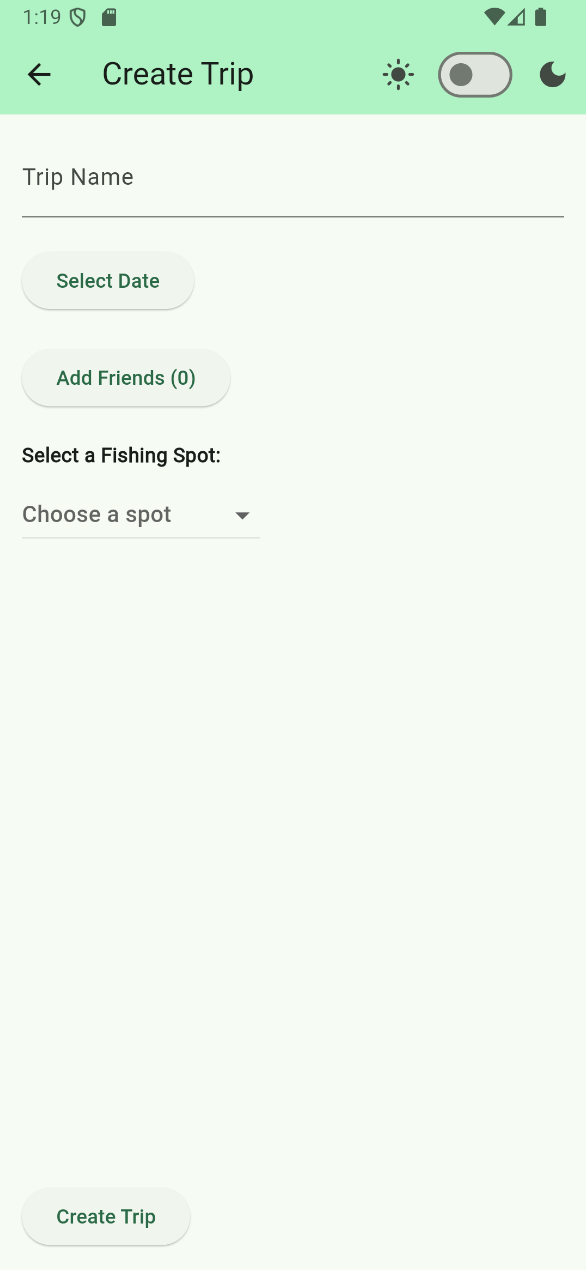 1:19
Create Trip
Trip Name
Select Date
Add Friends (0)
Select a Fishing Spot:
Choose a spot
Create Trip